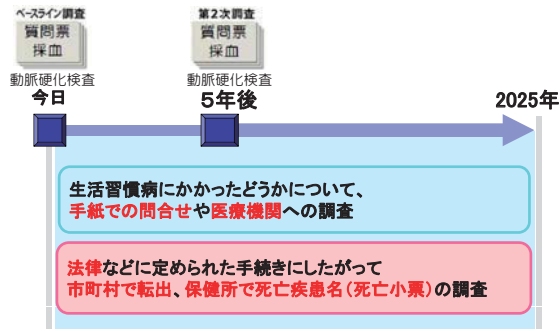 ベースライン調査
質問票
採血
動脈硬化検査
今日
第2次調査
質問票
採血
動脈硬化検査
5年後
2025年
生活習慣病にかかったどうかについて、
手紙での問合せや医療機関への調査
法律などに定められた手続きにしたがって
市町村で転出、保健所で死亡疾患名（死亡小票）の調査